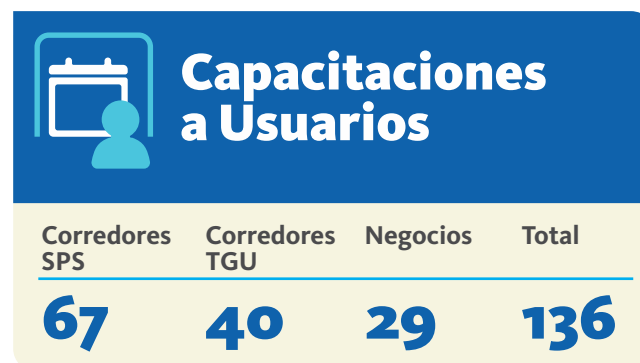 Capacitaciones
a Usuarios
Corredores SPS
Corredores TGU
Negocios
Total
67
40
29
136